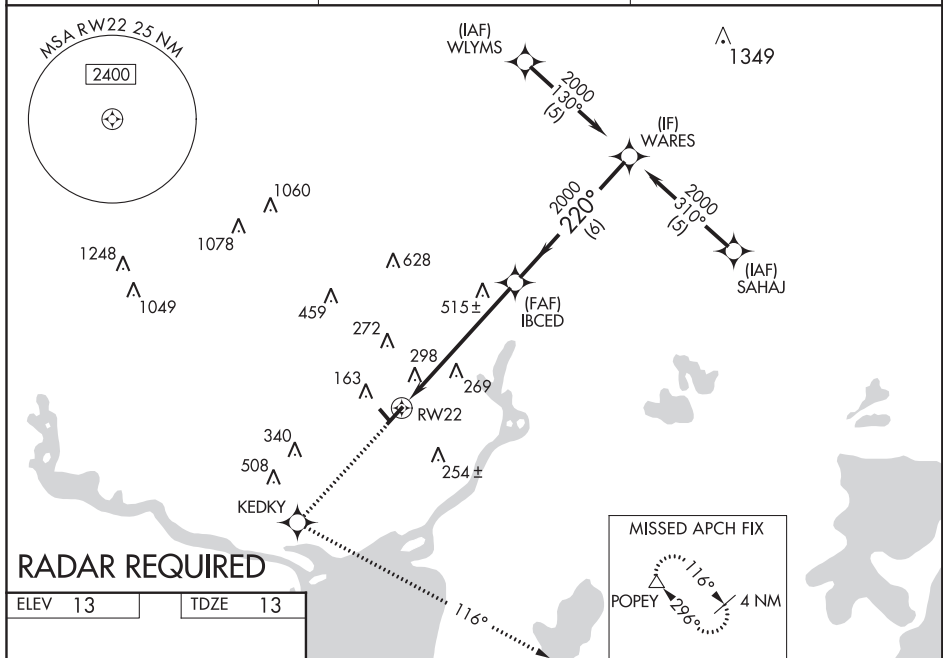 MSA RW22 25 NM
2400
(IAF)
WLYMS
1349
2000
130°
(5)
(IF)
WARES
2000
220°
(6)
2000
310°
(5)
(IAF)
SAHAJ
1060
1078
1248
1049
628
459
515±
(FAF)
IBCED
272
298
163
269
RW22
340
254±
508
KEDKY
RADAR REQUIRED
MISSED APCH FIX
POPEY
116°
296°
4 NM
116°
ELEV 13
TDZE 13